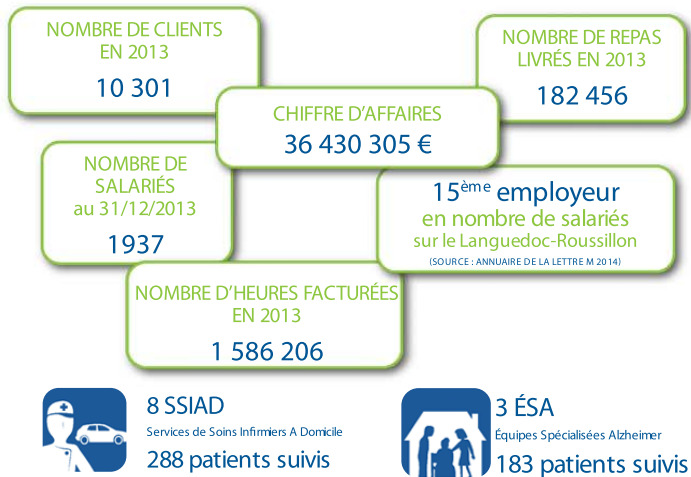 NOMBRE DE CLIENTS
EN 2013
10 301
NOMBRE DE REPAS
LIVRÉS EN 2013
182 456
CHIFFRE D'AFFAIRES
36 430 305 €
NOMBRE DE
SALARIÉS
au 31/12/2013
1937
15ème employeur
en nombre de salariés
sur le Languedoc-Roussillon
(SOURCE : ANNUAIRE DE LA LETTRE M 2014)
NOMBRE D'HEURES FACTURÉES
EN 2013
1 586 206
8 SSIAD
Services de Soins Infirmiers A Domicile
288 patients suivis
3 ÉSA
Équipes Spécialisées Alzheimer
183 patients suivis